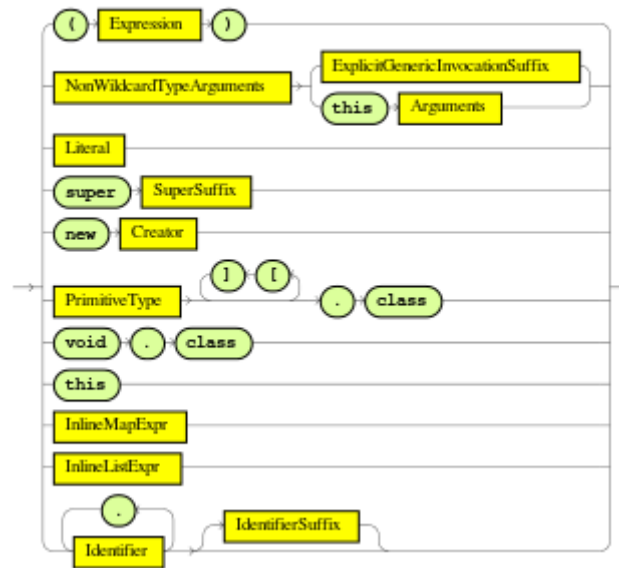 ( Expression )
ExplicitGenericInvocationSuffix
NonWildcardTypeArguments
this Arguments
Literal
super SuperSuffix
new Creator
] [
PrimitiveType . class
void . class
this
InlineMapExpr
InlineListExpr
.
IdentifierSuffix
Identifier